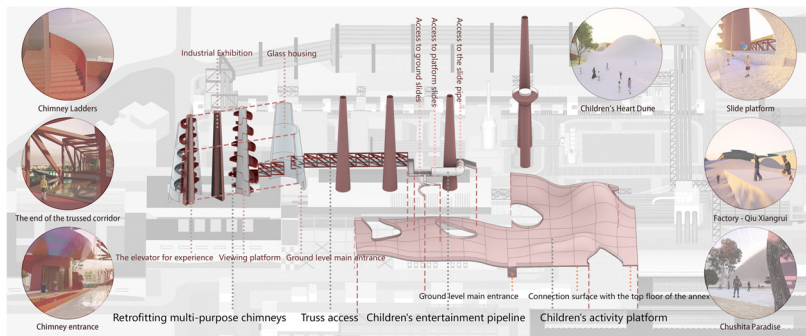 Industrial Exhibition
Glass housing
Access to ground slides
Access to platform slides
Access to the slide pipe
Chimney Ladders
The end of the trussed corridor
Chimney entrance
Children's Heart Dune
Slide platform
Factory - Qiu Xiangrui
Chushita Paradise
The elevator for experience
Viewing platform
Ground level main entrance
Ground level main entrance
Connection surface with the top floor of the annex
Retrofitting multi-purpose chimneys
Truss access
Children's entertainment pipeline
Children's activity platform